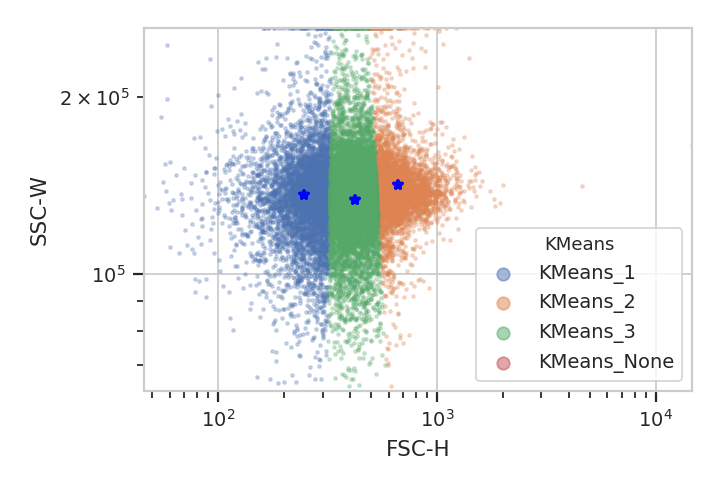 2 × 10⁵
10⁵
SSC-W
KMeans
KMeans_1
KMeans_2
KMeans_3
KMeans_None
10² 10³ 10⁴
FSC-H